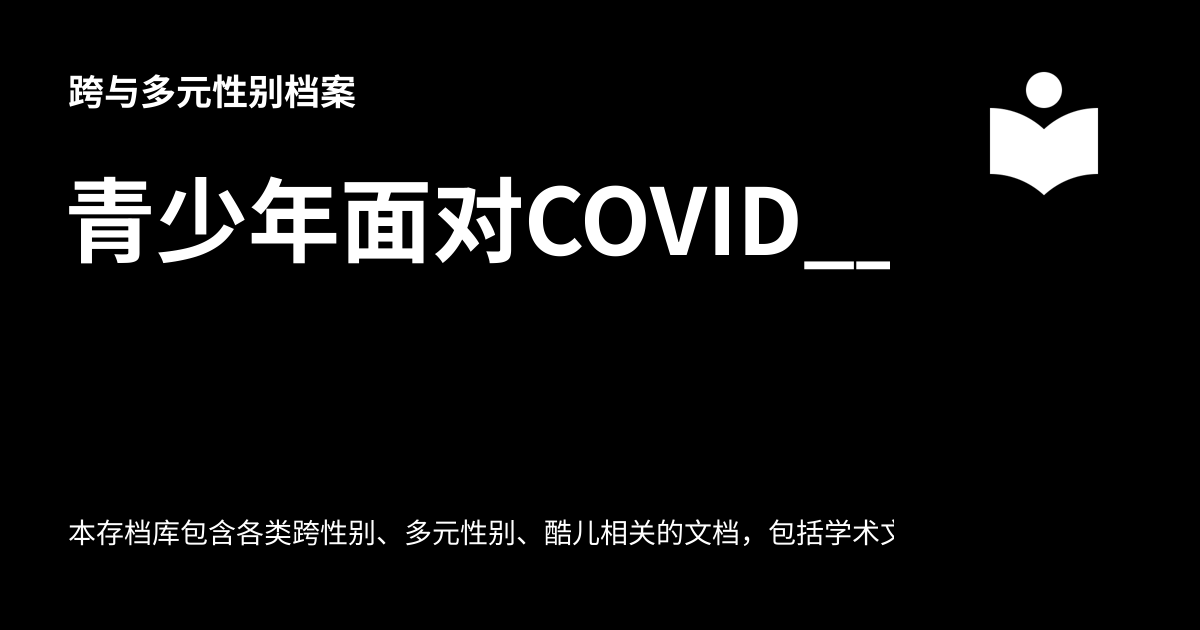 跨与多元性别档案
青少年面对COVID__
本存档库包含各类跨性别、多元性别、酷儿相关的文档，包括学术